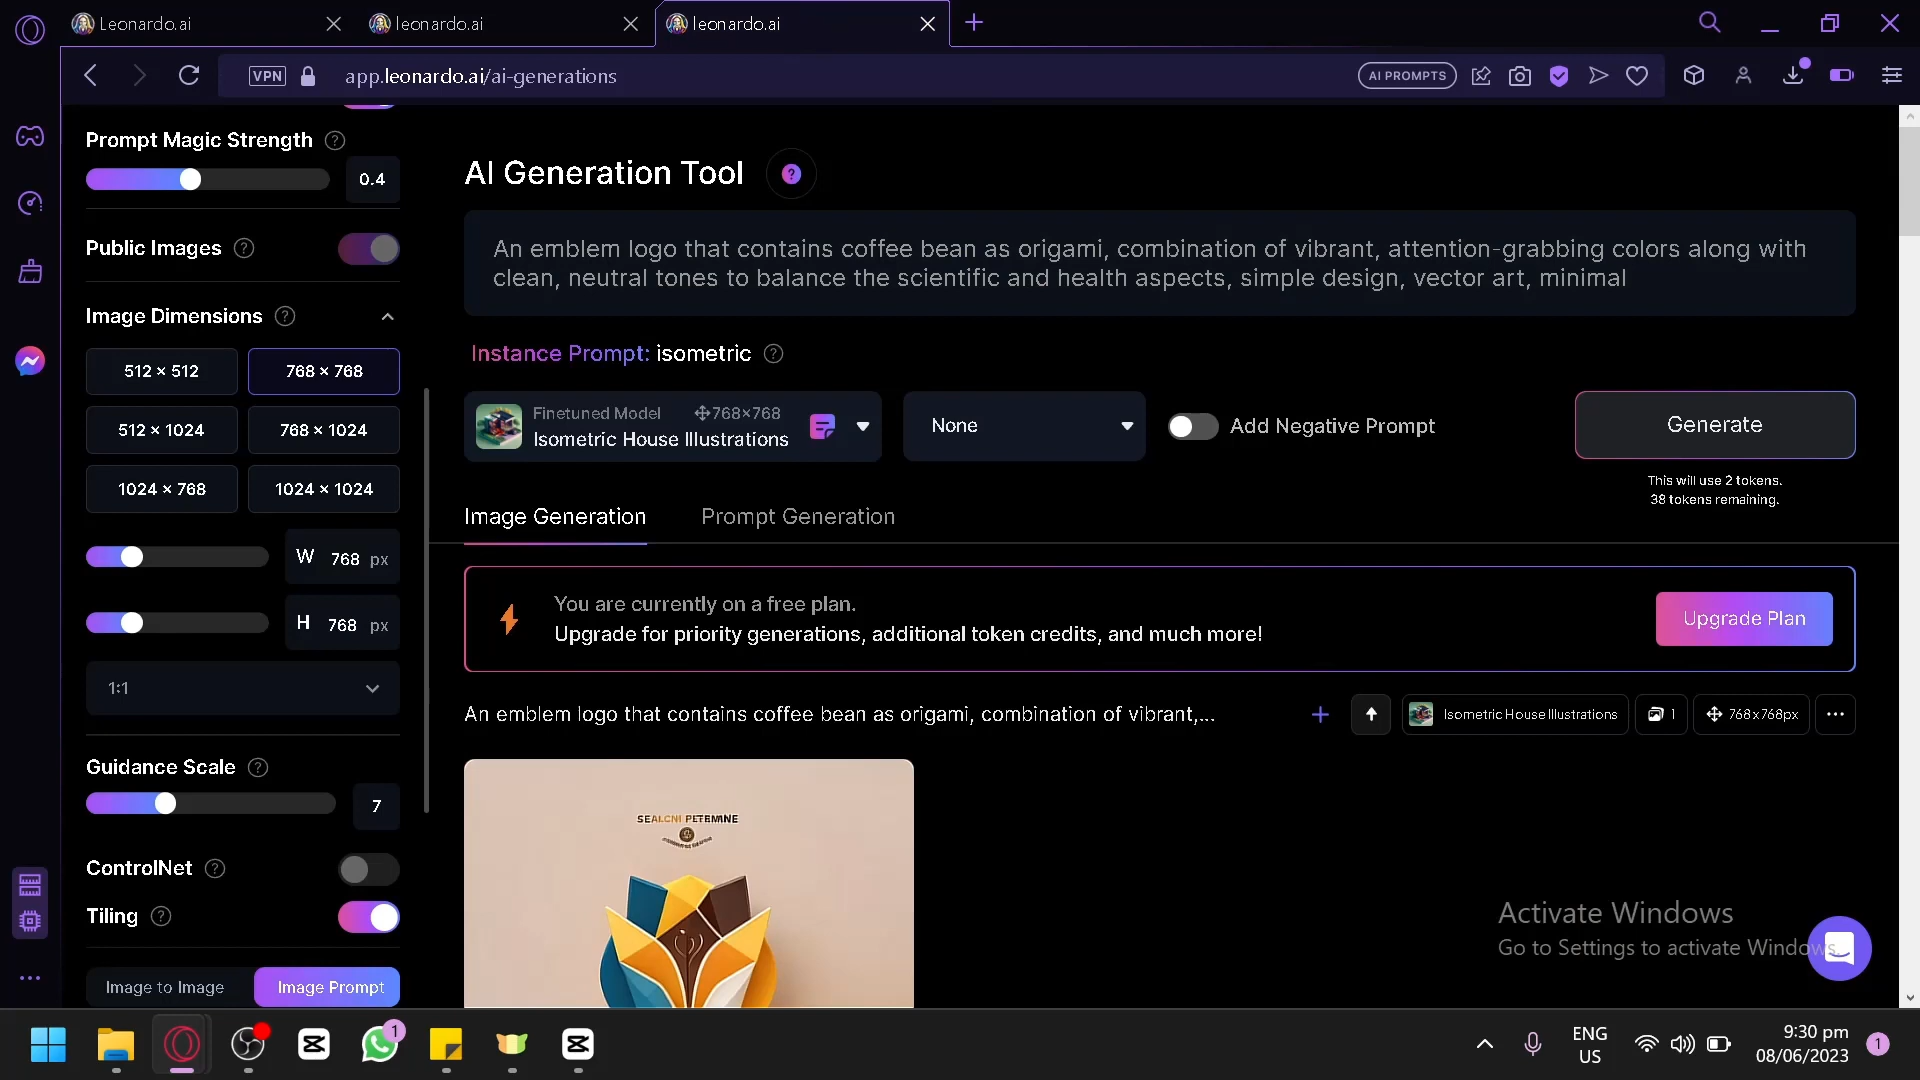 Leonardo.ai
leonardo.ai
leonardo.ai
VPN
app.leonardo.ai/ai-generations
AI PROMPTS
Prompt Magic Strength ?
0.4
Public Images ?
Image Dimensions ?
512 × 512
768 × 768
512 × 1024
768 × 1024
1024 × 768
1024 × 1024
W 768 px
H 768 px
1:1
Guidance Scale ?
7
ControlNet ?
Tiling ?
Image to Image
Image Prompt
AI Generation Tool ?
An emblem logo that contains coffee bean as origami, combination of vibrant, attention-grabbing colors along with
clean, neutral tones to balance the scientific and health aspects, simple design, vector art, minimal
Instance Prompt: isometric ?
Finetuned Model 768×768
Isometric House Illustrations
None
Add Negative Prompt
Generate
This will use 2 tokens.
38 tokens remaining.
Image Generation
Prompt Generation
You are currently on a free plan.
Upgrade for priority generations, additional token credits, and much more!
Upgrade Plan
An emblem logo that contains coffee bean as origami, combination of vibrant,...
Isometric House Illustrations
1
768x768px
SEALCNI PETEMNE
Activate Windows
Go to Settings to activate Windows.
1
ENG
US
9:30 pm
08/06/2023
1